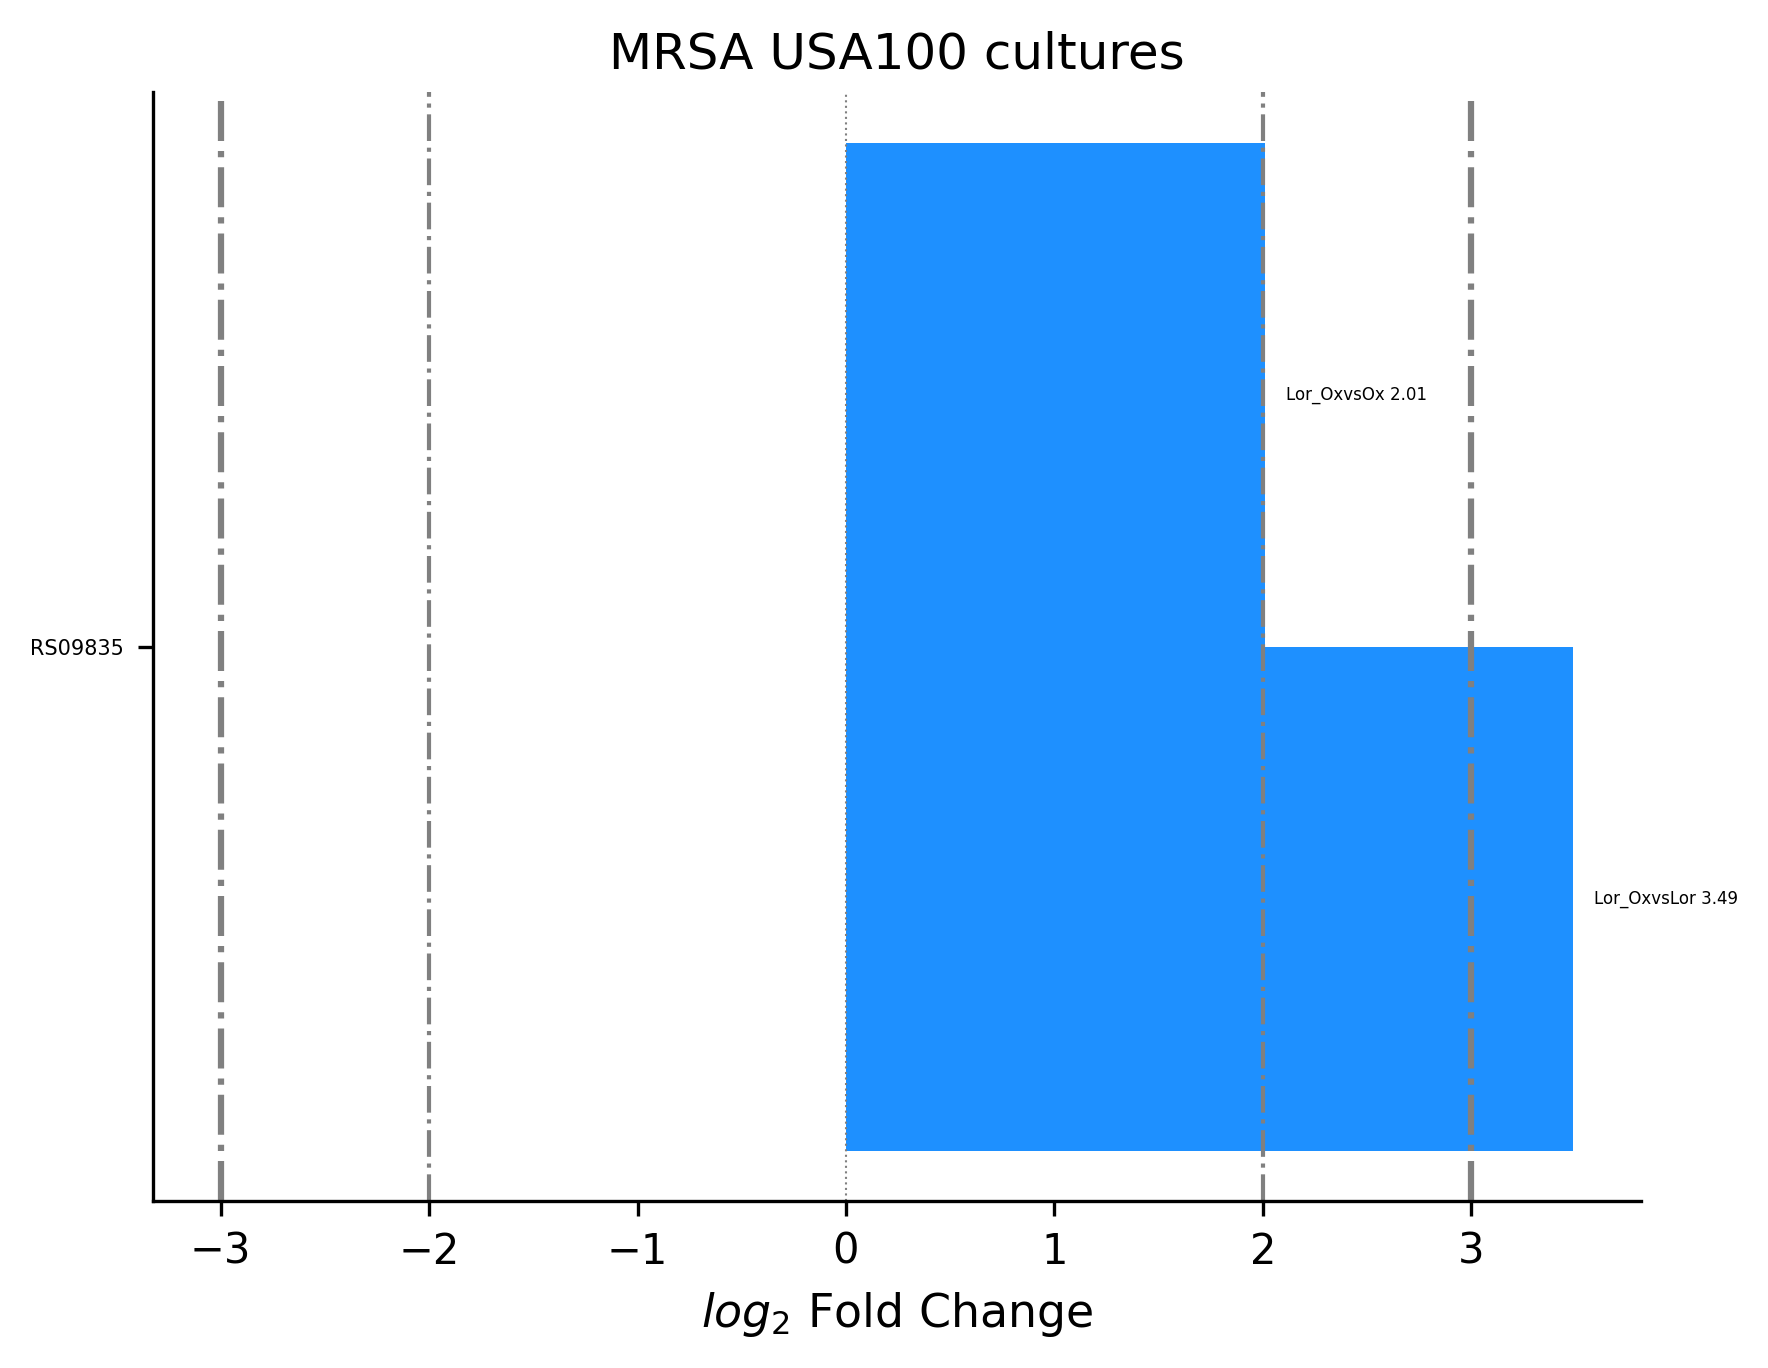 MRSA USA100 cultures
Lor_OxvsOx 2.01
RS09835
Lor_OxvsLor 3.49
−3 −2 −1 0 1 2 3
log₂ Fold Change